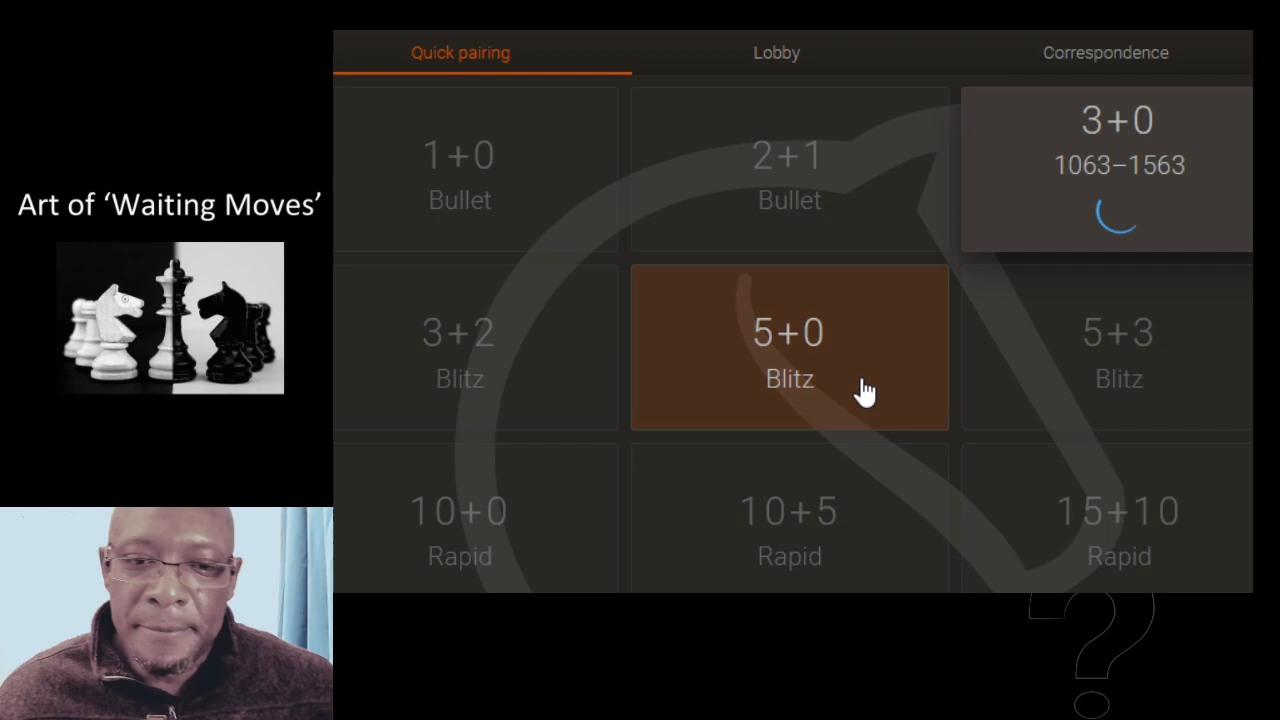 Quick pairing
Lobby
Correspondence
1+0
Bullet
2+1
Bullet
3+0
1063–1563
Art of ‘Waiting Moves’
3+2
Blitz
5+0
Blitz
5+3
Blitz
10+0
Rapid
10+5
Rapid
15+10
Rapid
?